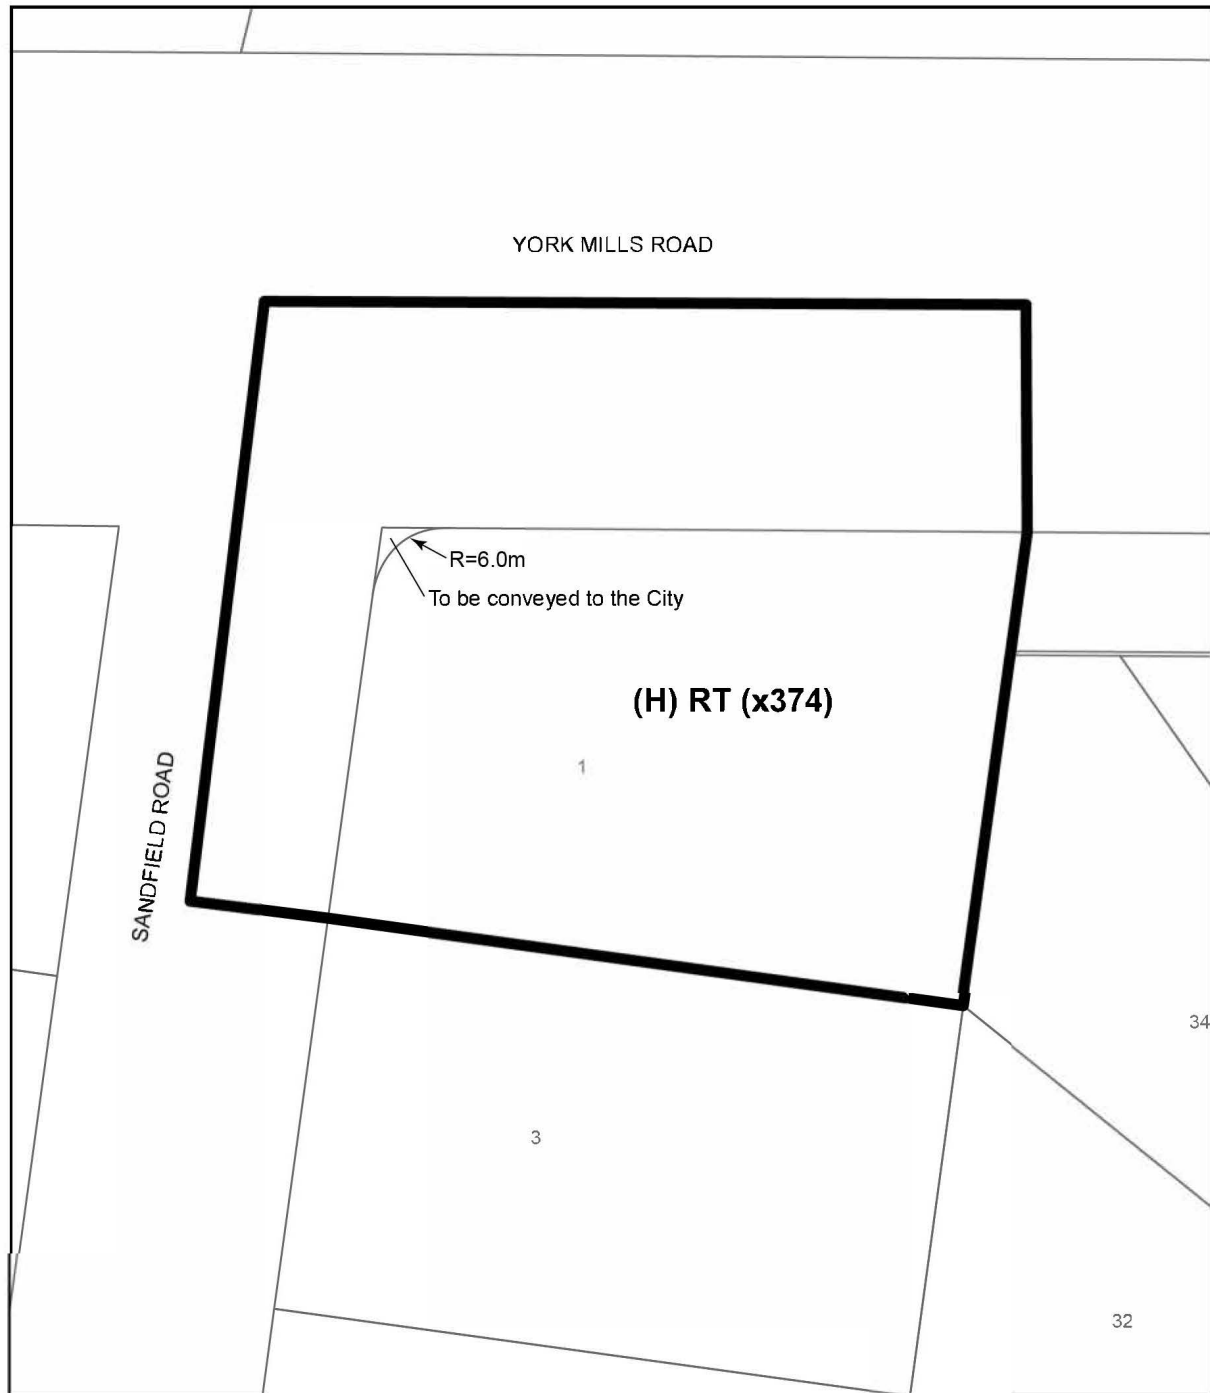 YORK MILLS ROAD
R=6.0m
To be conveyed to the City
(H) RT (x374)
1
SANDFIELD ROAD
34
3
32